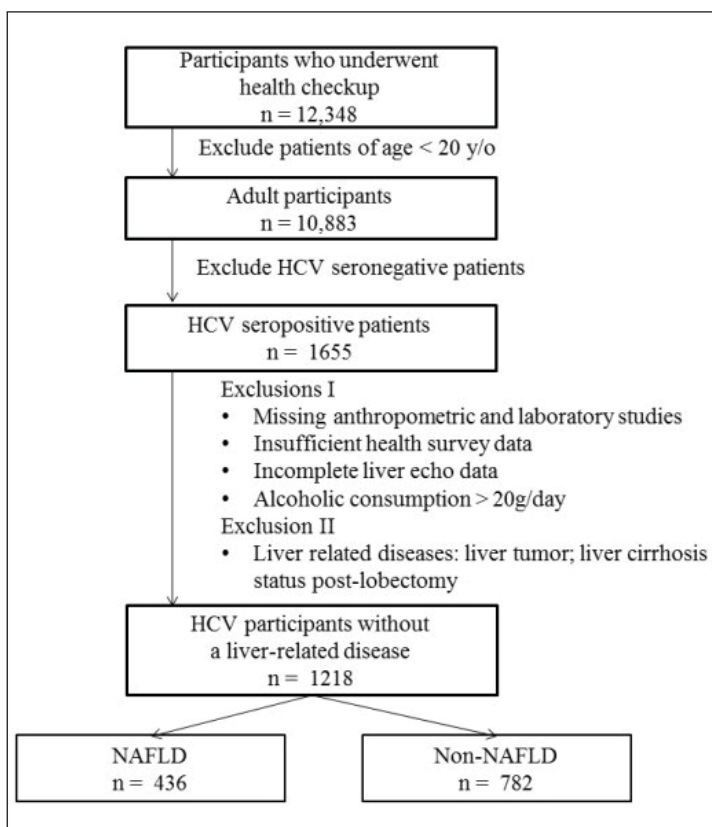 Participants who underwent
health checkup
n = 12,348
Exclude patients of age < 20 y/o
Adult participants
n = 10,883
Exclude HCV seronegative patients
HCV seropositive patients
n = 1655
Exclusions I
• Missing anthropometric and laboratory studies
• Insufficient health survey data
• Incomplete liver echo data
• Alcoholic consumption > 20g/day
Exclusion II
• Liver related diseases: liver tumor; liver cirrhosis
status post-lobectomy
HCV participants without
a liver-related disease
n = 1218
NAFLD
n = 436
Non-NAFLD
n = 782